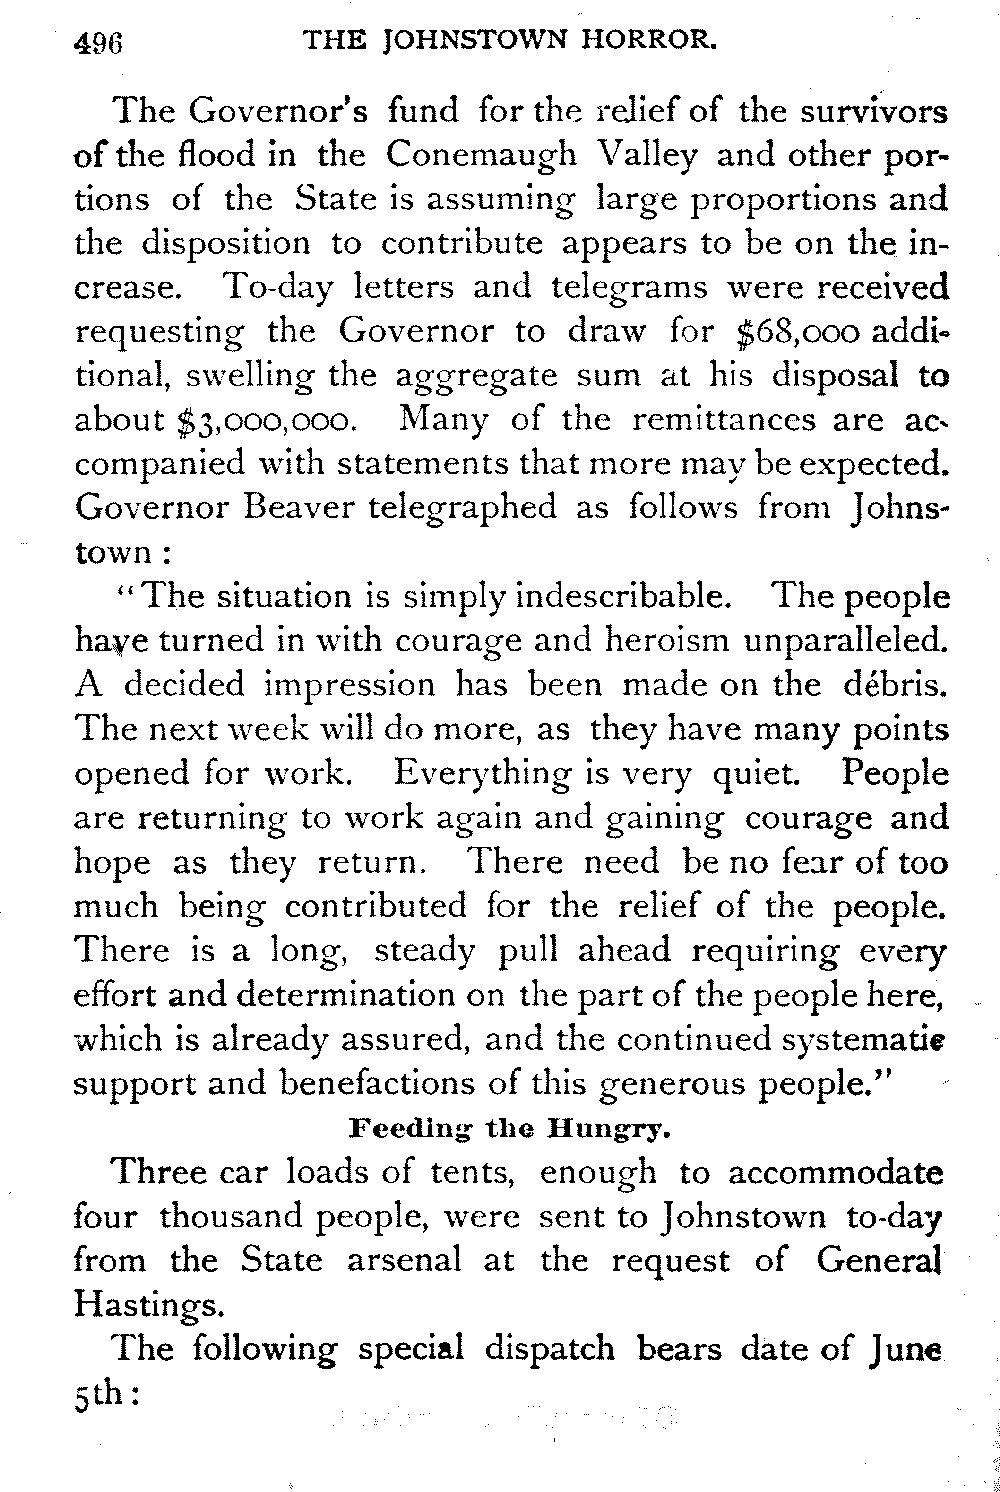 496 THE JOHNSTOWN HORROR.
The Governor's fund for the relief of the survivors
of the flood in the Conemaugh Valley and other por-
tions of the State is assuming large proportions and
the disposition to contribute appears to be on the in-
crease. To-day letters and telegrams were received
requesting the Governor to draw for $68,000 addi-
tional, swelling the aggregate sum at his disposal to
about $3,000,000. Many of the remittances are ac-
companied with statements that more may be expected.
Governor Beaver telegraphed as follows from Johns-
town :
"The situation is simply indescribable. The people
have turned in with courage and heroism unparalleled.
A decided impression has been made on the débris.
The next week will do more, as they have many points
opened for work. Everything is very quiet. People
are returning to work again and gaining courage and
hope as they return. There need be no fear of too
much being contributed for the relief of the people.
There is a long, steady pull ahead requiring every
effort and determination on the part of the people here,
which is already assured, and the continued systematic
support and benefactions of this generous people."
Feeding the Hungry.
Three car loads of tents, enough to accommodate
four thousand people, were sent to Johnstown to-day
from the State arsenal at the request of General
Hastings.
The following special dispatch bears date of June
5th :